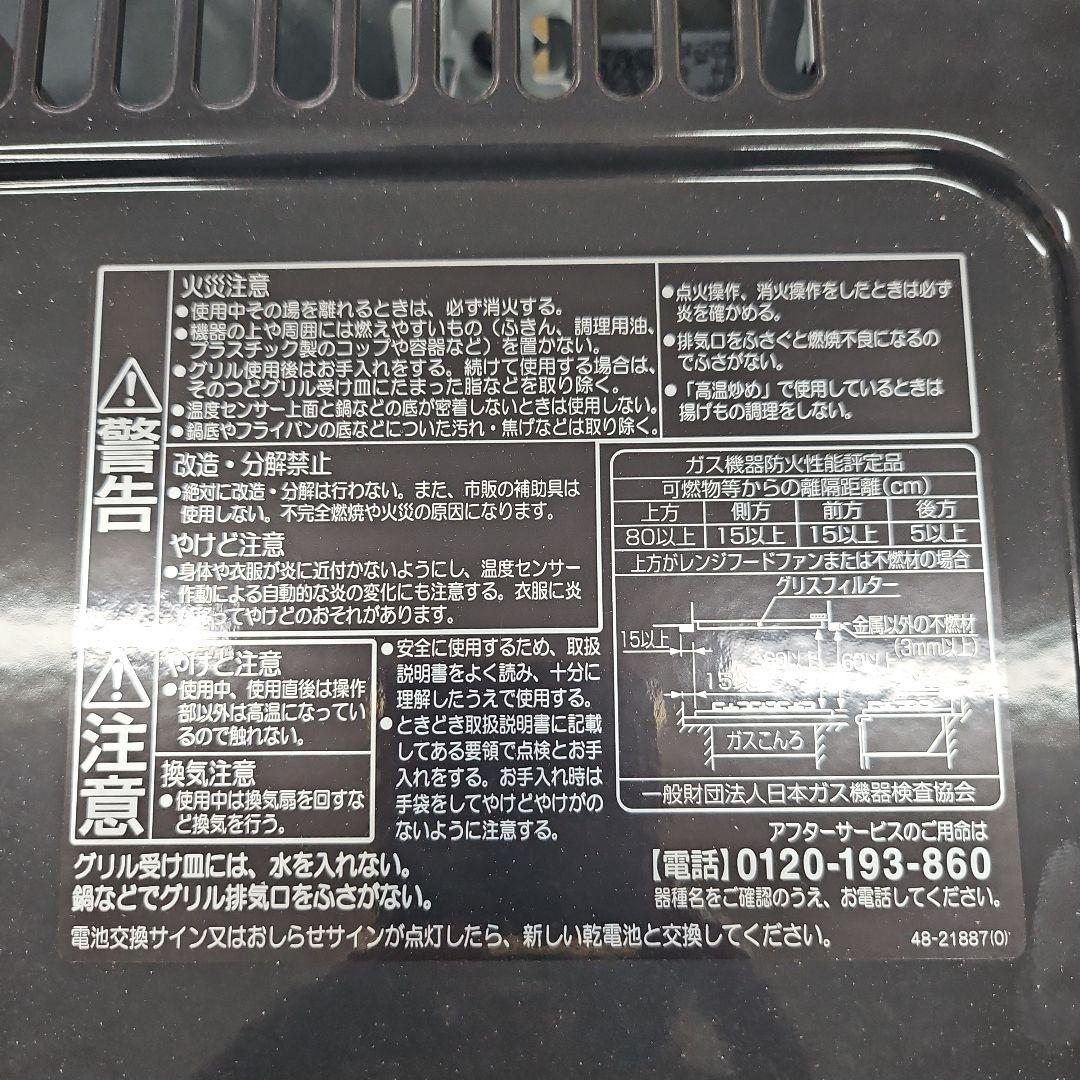 警告
火災注意
●使用中その場を離れるときは、必ず消火する。
●機器の上や周囲には燃えやすいもの（ふきん、調理用油、
プラスチック製のコップや容器など）を置かない。
●グリル使用後はお手入れをする。続けて使用する場合は、
そのつどグリル受け皿にたまった脂などを取り除く。
●温度センサー上面と鍋などの底が密着しないときは使用しない。
●鍋底やフライパンの底などについた汚れ・焦げなどは取り除く。
●点火操作、消火操作をしたときは必ず
炎を確かめる。
●排気口をふさぐと燃焼不良になるの
でふさがない。
●「高温炒め」で使用しているときは
揚げもの調理をしない。
改造・分解禁止
●絶対に改造・分解は行わない。また、市販の補助具は
使用しない。不完全燃焼や火災の原因になります。
やけど注意
●身体や衣服が炎に近付かないようにし、温度センサー
作動による自動的な炎の変化にも注意する。衣服に炎
が移ってやけどのおそれがあります。
注意
やけど注意
●使用中、使用直後は操作
部以外は高温になってい
るので触れない。
換気注意
●使用中は換気扇を回すな
ど換気を行う。
●安全に使用するため、取扱
説明書をよく読み、十分に
理解したうえで使用する。
●ときどき取扱説明書に記載
してある要領で点検とお手
入れをする。お手入れ時は
手袋をしてやけどやけがの
ないように注意する。
ガス機器防火性能評定品
可燃物等からの離隔距離(cm)
上方 側方 前方 後方
80以上 15以上 15以上 5以上
上方がレンジフードファンまたは不燃材の場合
グリスフィルター
15以上
金属以外の不燃材
(3mm以上)
ガスこんろ
一般財団法人日本ガス機器検査協会
アフターサービスのご用命は
【電話】0120-193-860
器種名をご確認のうえ、お電話してください。
グリル受け皿には、水を入れない。
鍋などでグリル排気口をふさがない。
電池交換サイン又はおしらせサインが点灯したら、新しい乾電池と交換してください。
48-21887(0)